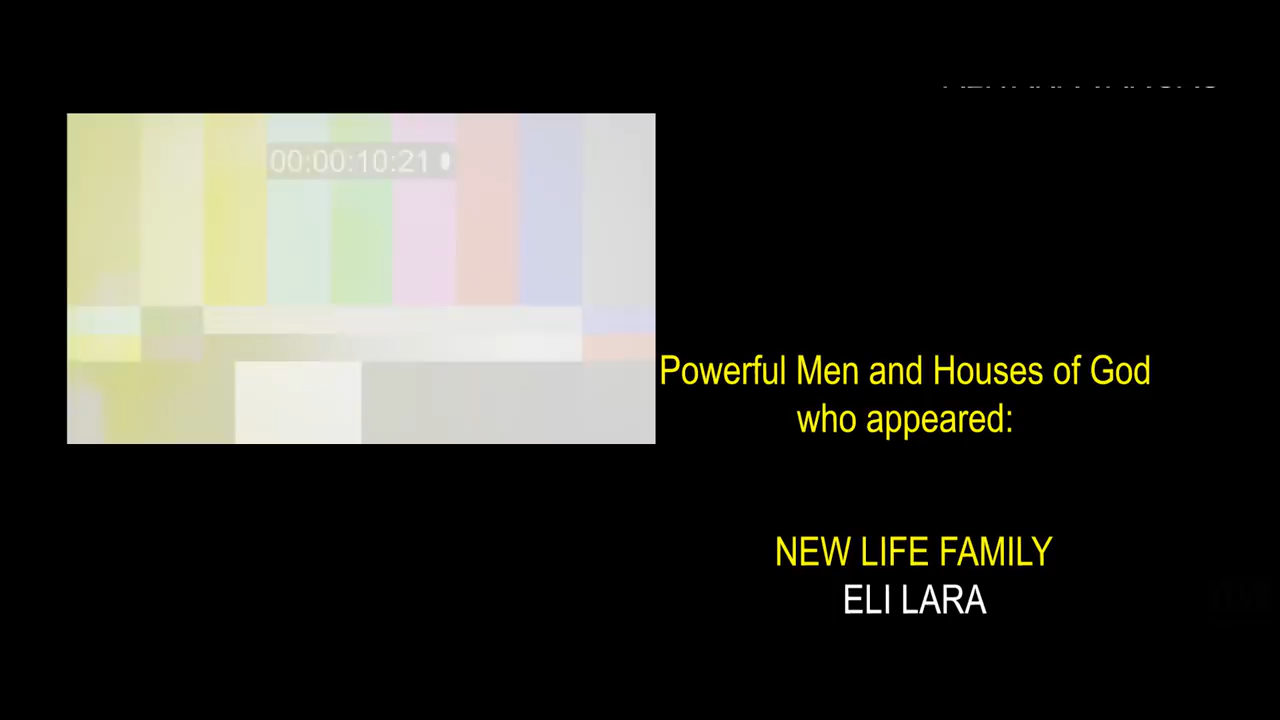 00:00:10:21
Powerful Men and Houses of God
who appeared:
NEW LIFE FAMILY
ELI LARA